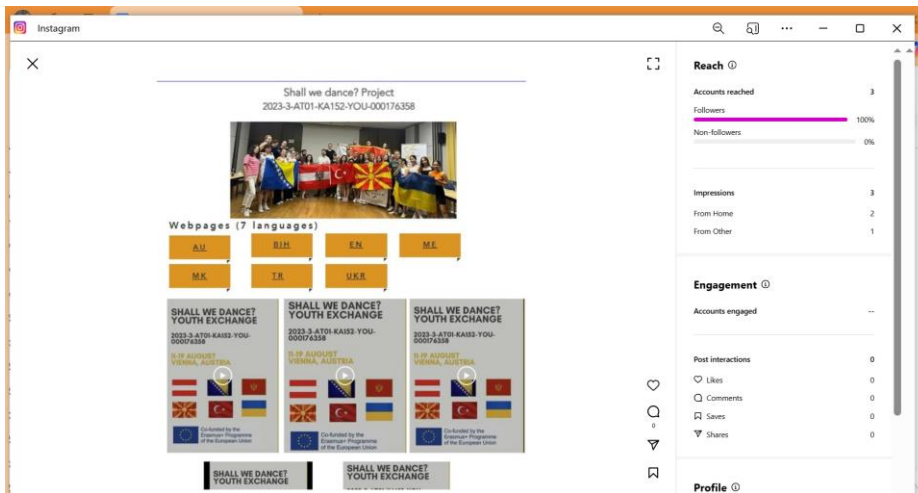 Instagram
Shall we dance? Project
2023-3-AT01-KA152-YOU-000176358
Webpages (7 languages)
AU
BIH
EN
ME
MK
TR
UKR
SHALL WE DANCE?
YOUTH EXCHANGE
2023-3-AT01-KA152-YOU-
000176358
11-19 AUGUST
VIENNA, AUSTRIA
Co-funded by the
Erasmus+ Programme
of the European Union
SHALL WE DANCE?
YOUTH EXCHANGE
2023-3-AT01-KA152-YOU-
000176358
11-19 AUGUST
VIENNA, AUSTRIA
Co-funded by the
Erasmus+ Programme
of the European Union
SHALL WE DANCE?
YOUTH EXCHANGE
2023-3-AT01-KA152-YOU-
000176358
11-19 AUGUST
VIENNA, AUSTRIA
Co-funded by the
Erasmus+ Programme
of the European Union
SHALL WE DANCE?
YOUTH EXCHANGE
SHALL WE DANCE?
YOUTH EXCHANGE
0
Reach
Accounts reached 3
Followers
100%
Non-followers
0%
Impressions 3
From Home 2
From Other 1
Engagement
Accounts engaged --
Post interactions 0
Likes 0
Comments 0
Saves 0
Shares 0
Profile